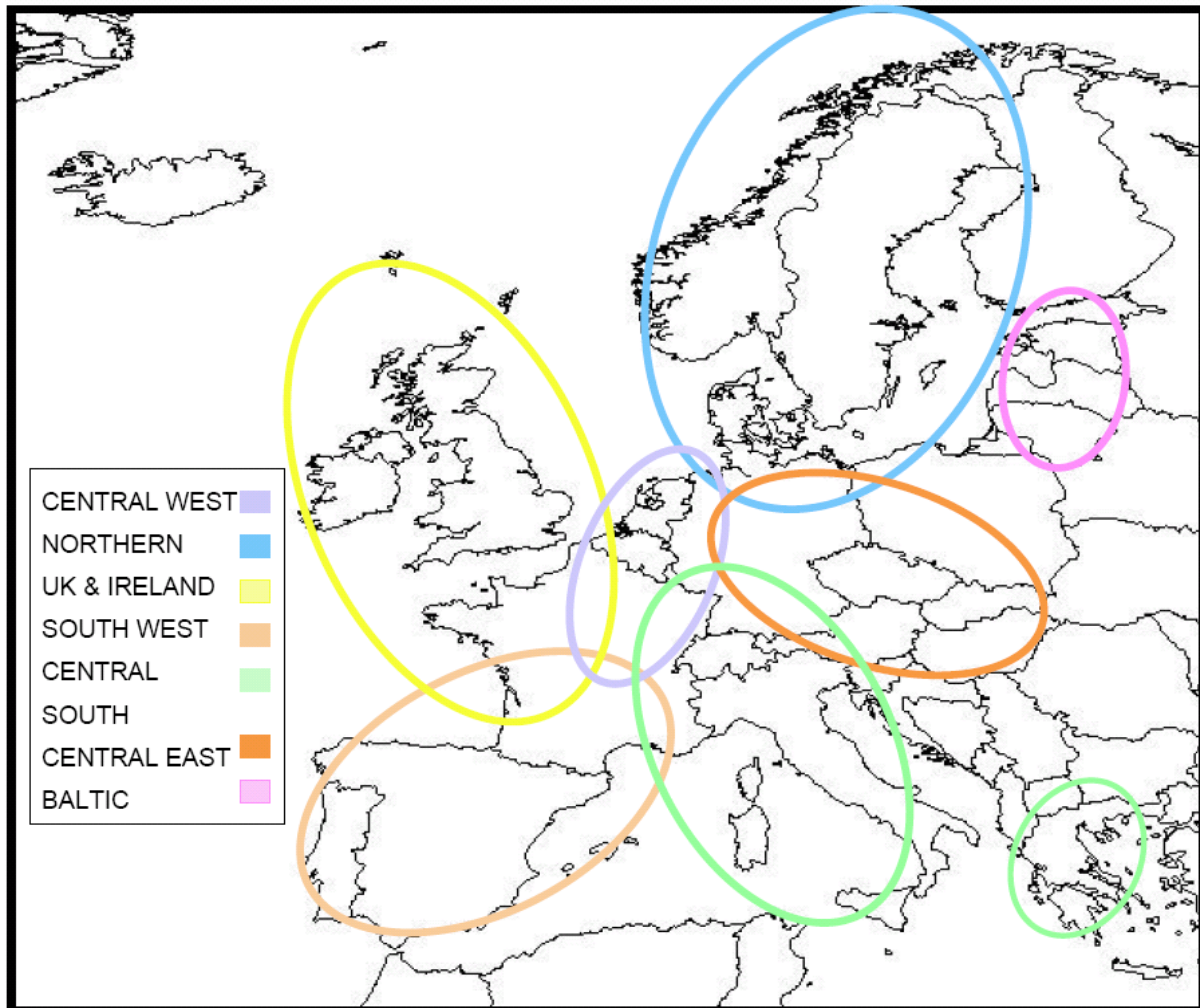 CENTRAL WEST
NORTHERN
UK & IRELAND
SOUTH WEST
CENTRAL
SOUTH
CENTRAL EAST
BALTIC